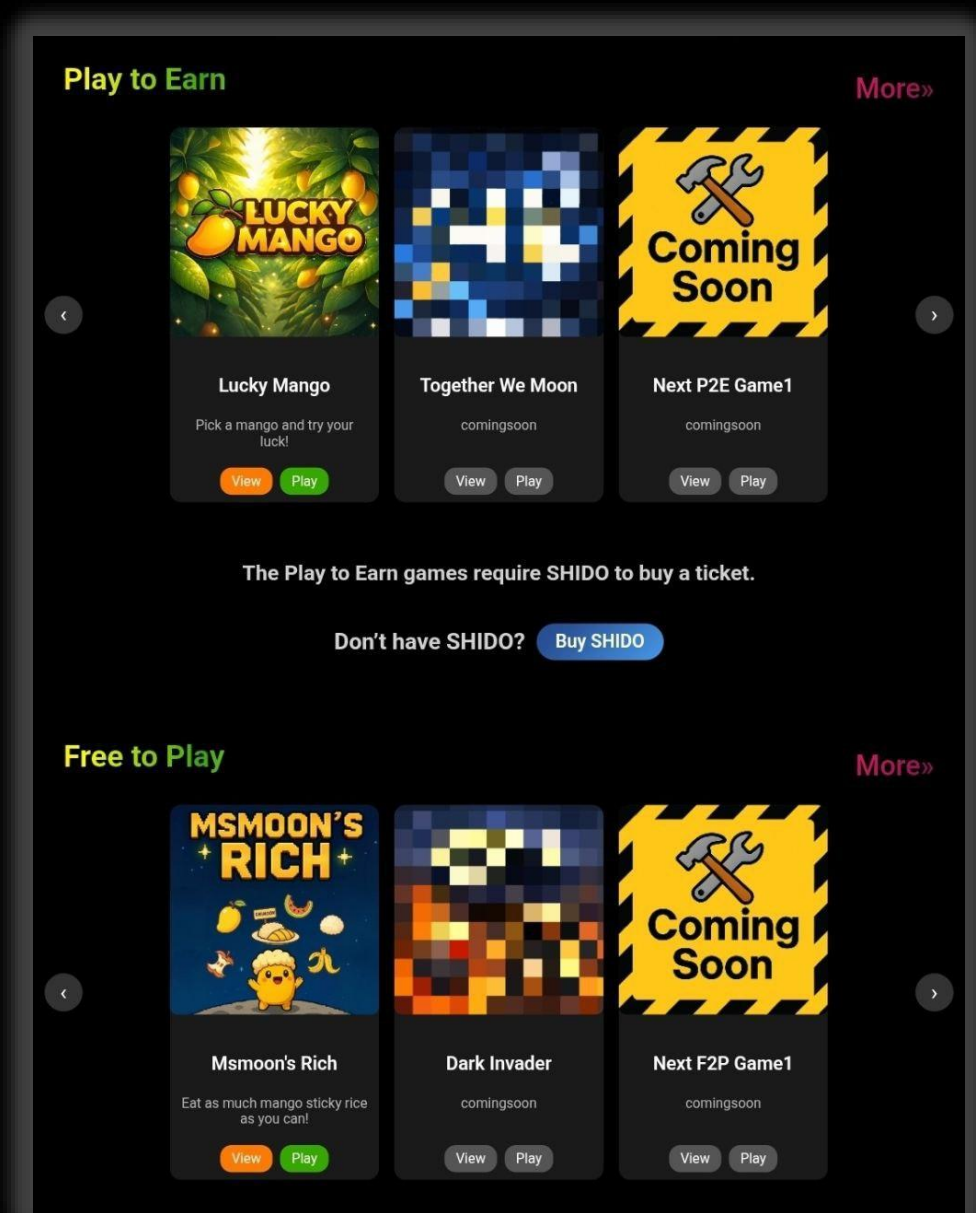 Play to Earn
More»
LUCKY
MANGO
Coming
Soon
Lucky Mango
Together We Moon
Next P2E Game1
Pick a mango and try your
luck!
comingsoon
comingsoon
View Play
View Play
View Play
The Play to Earn games require SHIDO to buy a ticket.
Don’t have SHIDO? Buy SHIDO
Free to Play
More»
MSMOON’S
RICH
Coming
Soon
Msmoon's Rich
Dark Invader
Next F2P Game1
Eat as much mango sticky rice
as you can!
comingsoon
comingsoon
View Play
View Play
View Play